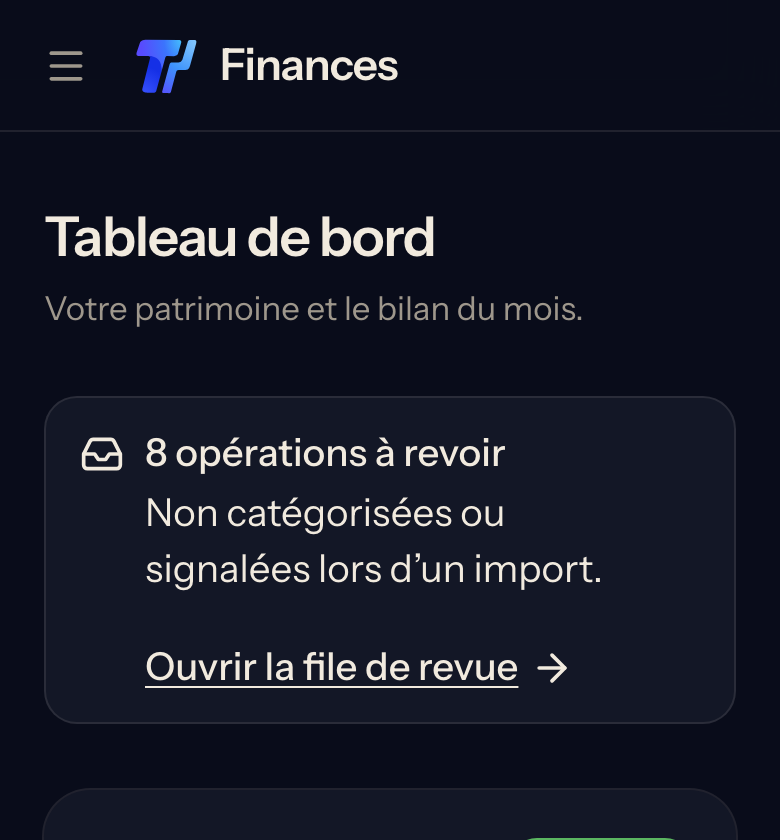 Finances
Tableau de bord
Votre patrimoine et le bilan du mois.
8 opérations à revoir
Non catégorisées ou
signalées lors d’un import.
Ouvrir la file de revue →